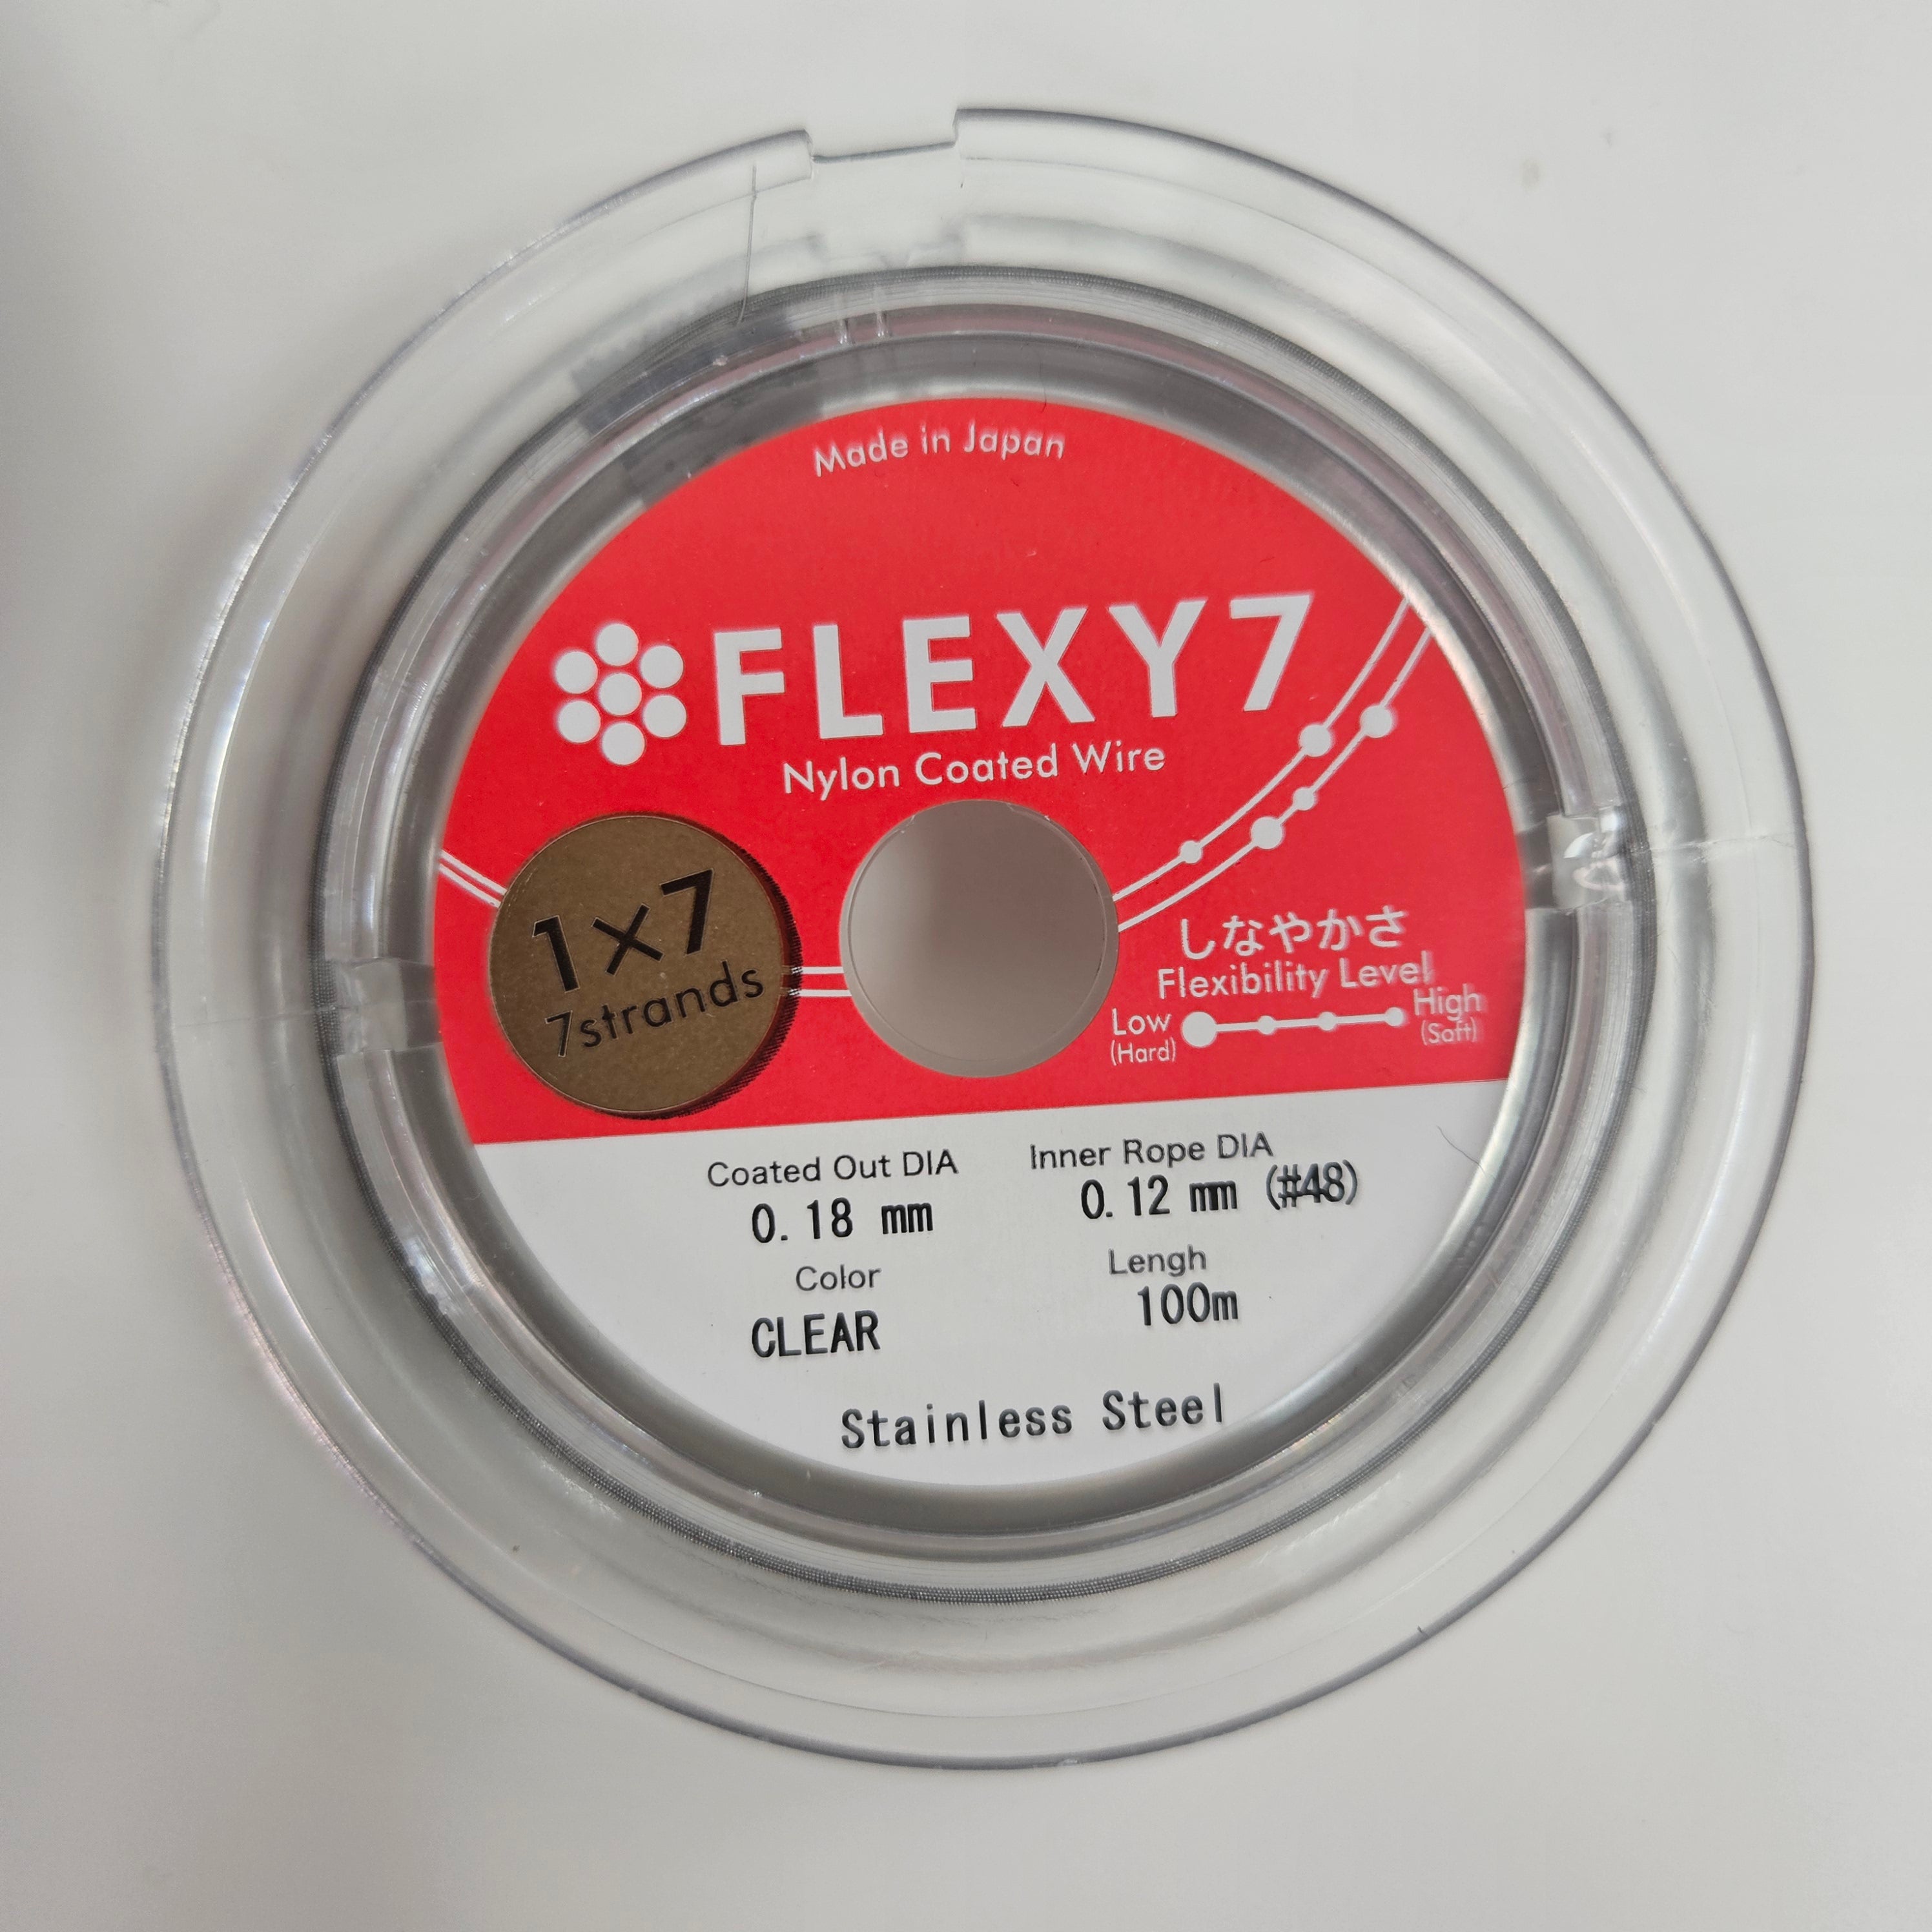 Made in Japan
FLEXY7
Nylon Coated Wire
1×7
7strands
しなやかさ
Flexibility Level
Low
(Hard)
High
(Soft)
Coated Out DIA
0.18 mm
Inner Rope DIA
0.12 mm (#48)
Color
CLEAR
Lengh
100m
Stainless Steel